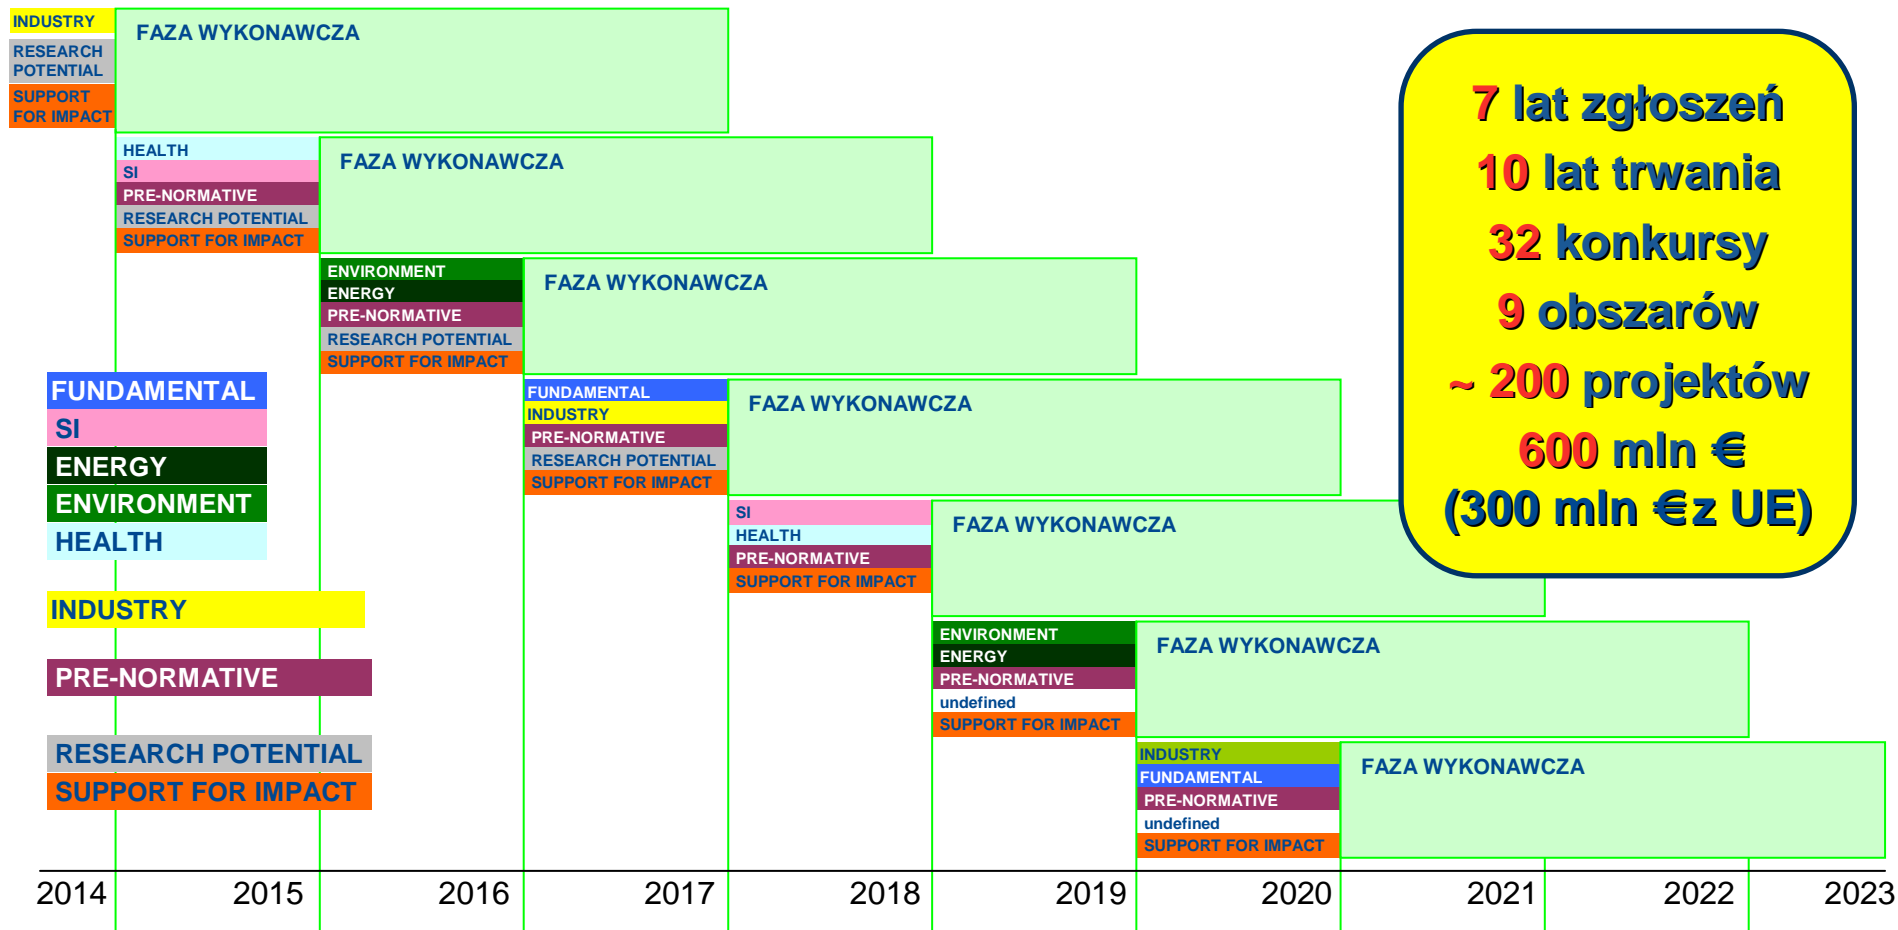 INDUSTRY
RESEARCH
POTENTIAL
SUPPORT
FOR IMPACT
FAZA WYKONAWCZA
HEALTH
SI
PRE-NORMATIVE
RESEARCH POTENTIAL
SUPPORT FOR IMPACT
FAZA WYKONAWCZA
ENVIRONMENT
ENERGY
PRE-NORMATIVE
RESEARCH POTENTIAL
SUPPORT FOR IMPACT
FAZA WYKONAWCZA
FUNDAMENTAL
INDUSTRY
PRE-NORMATIVE
RESEARCH POTENTIAL
SUPPORT FOR IMPACT
FAZA WYKONAWCZA
SI
HEALTH
PRE-NORMATIVE
SUPPORT FOR IMPACT
FAZA WYKONAWCZA
ENVIRONMENT
ENERGY
PRE-NORMATIVE
undefined
SUPPORT FOR IMPACT
FAZA WYKONAWCZA
INDUSTRY
FUNDAMENTAL
PRE-NORMATIVE
undefined
SUPPORT FOR IMPACT
FAZA WYKONAWCZA
7 lat zgłoszeń
10 lat trwania
32 konkursy
9 obszarów
~ 200 projektów
600 mln €
(300 mln € z UE)
FUNDAMENTAL
SI
ENERGY
ENVIRONMENT
HEALTH
INDUSTRY
PRE-NORMATIVE
RESEARCH POTENTIAL
SUPPORT FOR IMPACT
2014 2015 2016 2017 2018 2019 2020 2021 2022 2023